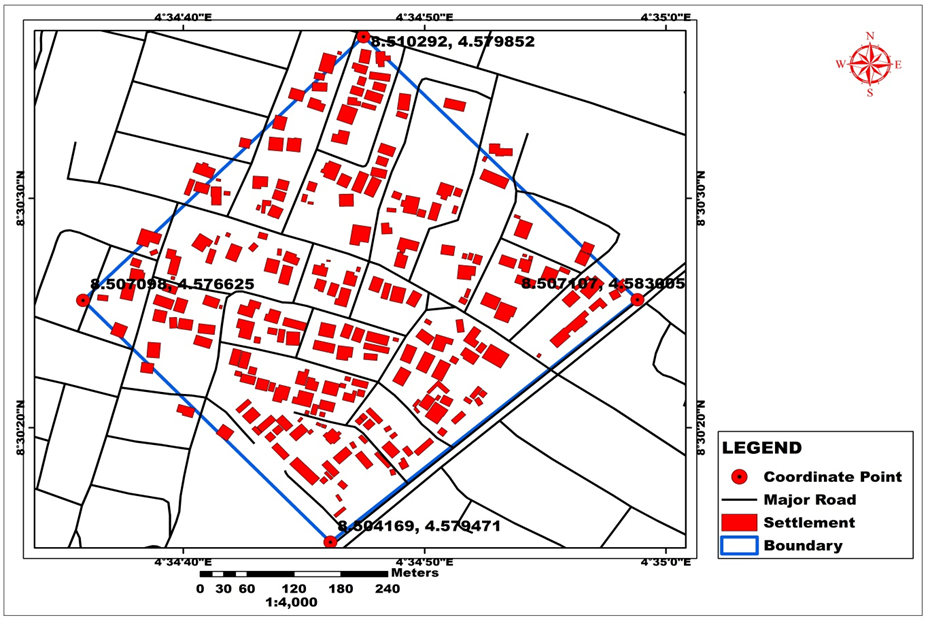 4°34'40"E 4°34'50"E 4°35'0"E
8.510292, 4.579852
N
W E
S
8°30'30"N 8°30'30"N
8.507098, 4.576625 8.507107, 4.583005
8°30'20"N 8°30'20"N
LEGEND
Coordinate Point
Major Road
Settlement
Boundary
8.504169, 4.579471
4°34'40"E 4°34'50"E 4°35'0"E
Meters
0 30 60 120 180 240
1:4,000